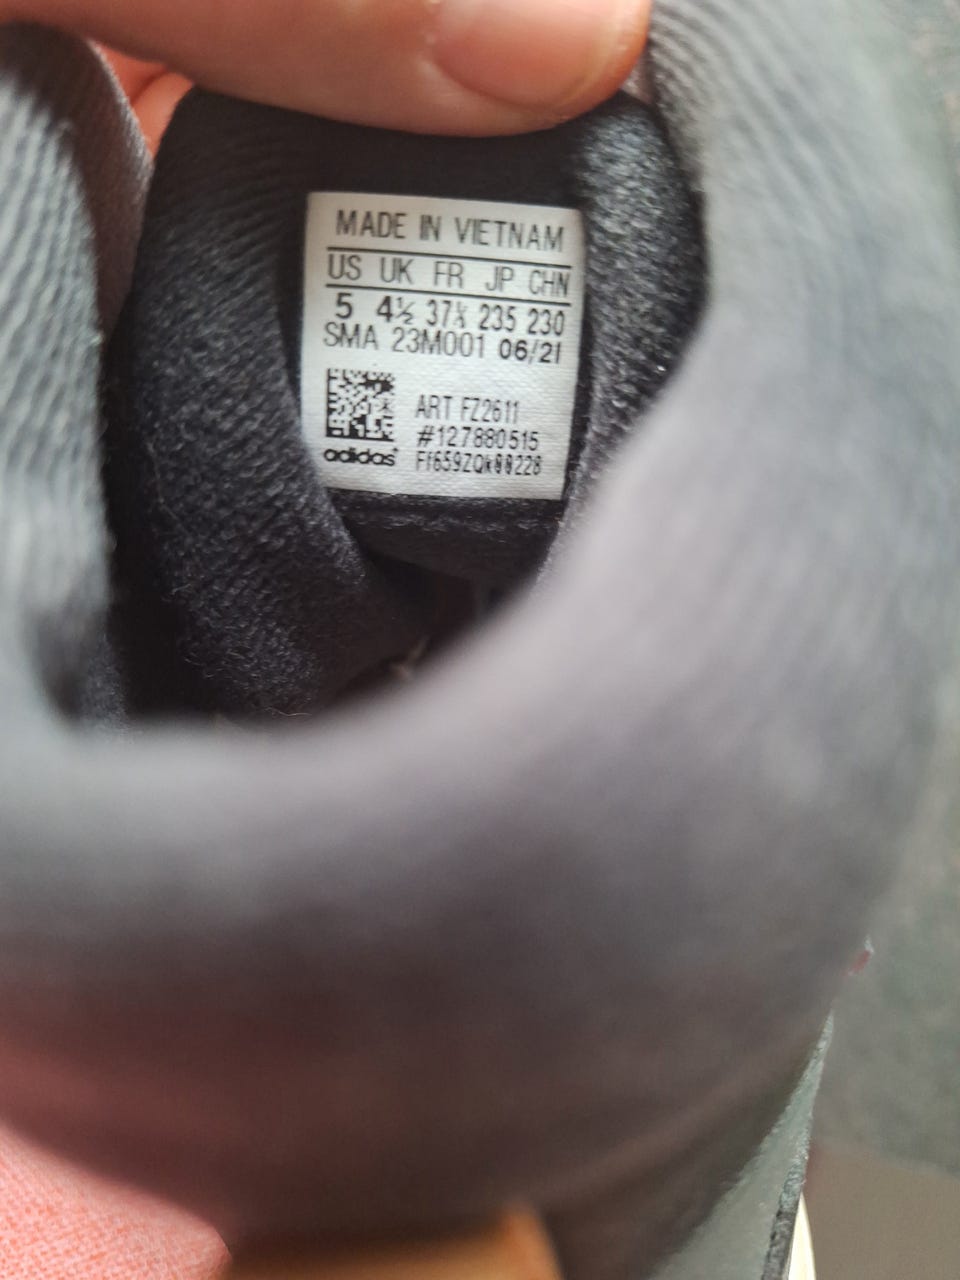 MADE IN VIETNAM
US UK FR JP CHN
5 4½ 37⅓ 235 230
SMA 23M001 06/21
ART FZ2611
#127880515
adidas Ff659ZQk00228